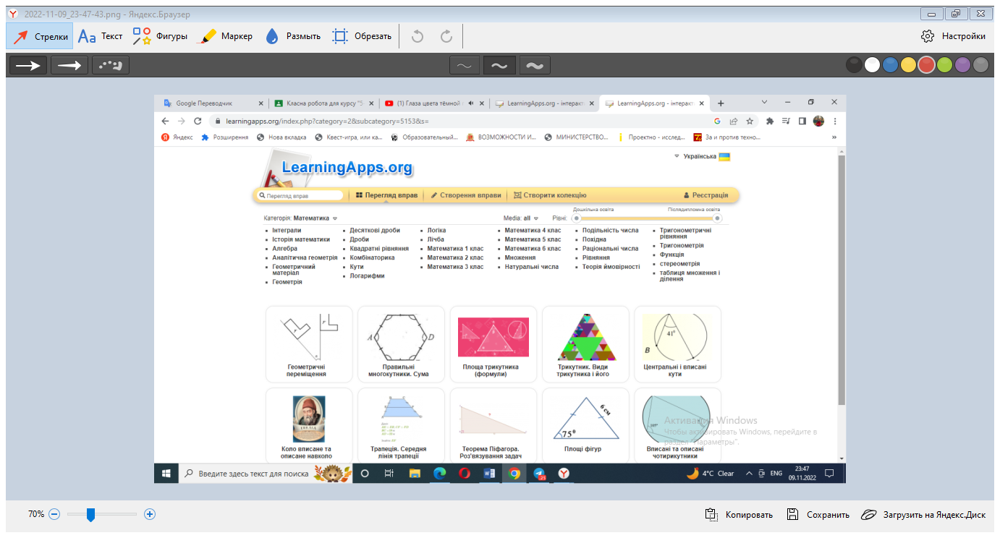 2022-11-09_23-47-43.png - Яндекс.Браузер
Стрелки Текст Фигуры Маркер Размыть Обрезать Настройки
Google Переводчик Класна робота для курсу "5 (1) Глаза цвета тёмной LearningApps.org - інтеракт LearningApps.org - інтеракт
learningapps.org/index.php?category=2&subcategory=5153&s=
Яндекс Розширення Нова вкладка Квест-игра, или ка... Образовательный... ВОЗМОЖНОСТИ И... МИНИСТЕРСТВО... Проектно - исслед... За и против техно... »
Українська
LearningApps.org
Перегляд вправ Перегляд вправ Створення вправи Створити колекцію Реєстрація
Дошкільна освіта Післядипломна освіта
Категорія: Математика Media: all Рівні:
Інтеграли
Історія математики
Алгебра
Аналітична геометрія
Геометричний
матеріал
Геометрія
Десяткові дроби
Дроби
Квадратні рівняння
Комбінаторика
Кути
Логарифми
Логіка
Лічба
Математика 1 клас
Математика 2 клас
Математика 3 клас
Математика 4 клас
Математика 5 клас
Математика 6 клас
Множення
Натуральні числа
Подільність числа
Похідна
Раціональні числа
Рівняння
Теорія ймовірності
Тригонометричні
рівняння
Тригонометрія
Функція
стереометрія
таблиця множення і
ділення
A D
41°
B
Геометричні
переміщення
Правильні
многокутники. Сума
Площа трикутника
(формули)
Трикутник. Види
трикутника і його
Центральні і вписані
кути
6 см
75°
Коло вписане та
описане навколо
Трапеція. Середня
лінія трапеції
Теорема Піфагора.
Розв'язування задач
Площі фігур
Вписані та описані
чотирикутники
Активация Windows
Чтобы активировать Windows, перейдите в
раздел "Параметры".
Введите здесь текст для поиска
4°C Clear ENG 23:47
09.11.2022
70% Копировать Сохранить Загрузить на Яндекс.Диск